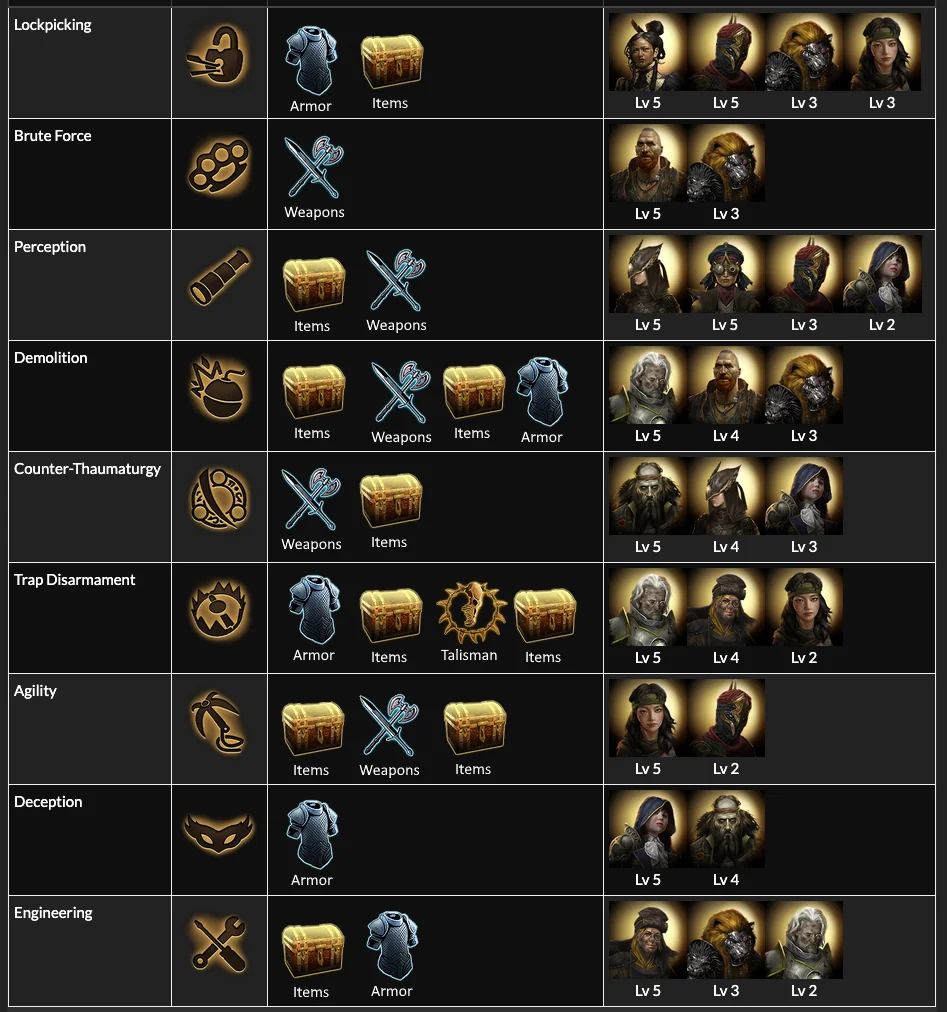 Lockpicking
Armor
Items
Lv 5
Lv 5
Lv 3
Lv 3
Brute Force
Weapons
Lv 5
Lv 3
Perception
Items
Weapons
Lv 5
Lv 5
Lv 3
Lv 2
Demolition
Items
Weapons
Items
Armor
Lv 5
Lv 4
Lv 3
Counter-Thaumaturgy
Weapons
Items
Lv 5
Lv 4
Lv 3
Trap Disarmament
Armor
Items
Talisman
Items
Lv 5
Lv 4
Lv 2
Agility
Items
Weapons
Items
Lv 5
Lv 2
Deception
Armor
Lv 5
Lv 4
Engineering
Items
Armor
Lv 5
Lv 3
Lv 2